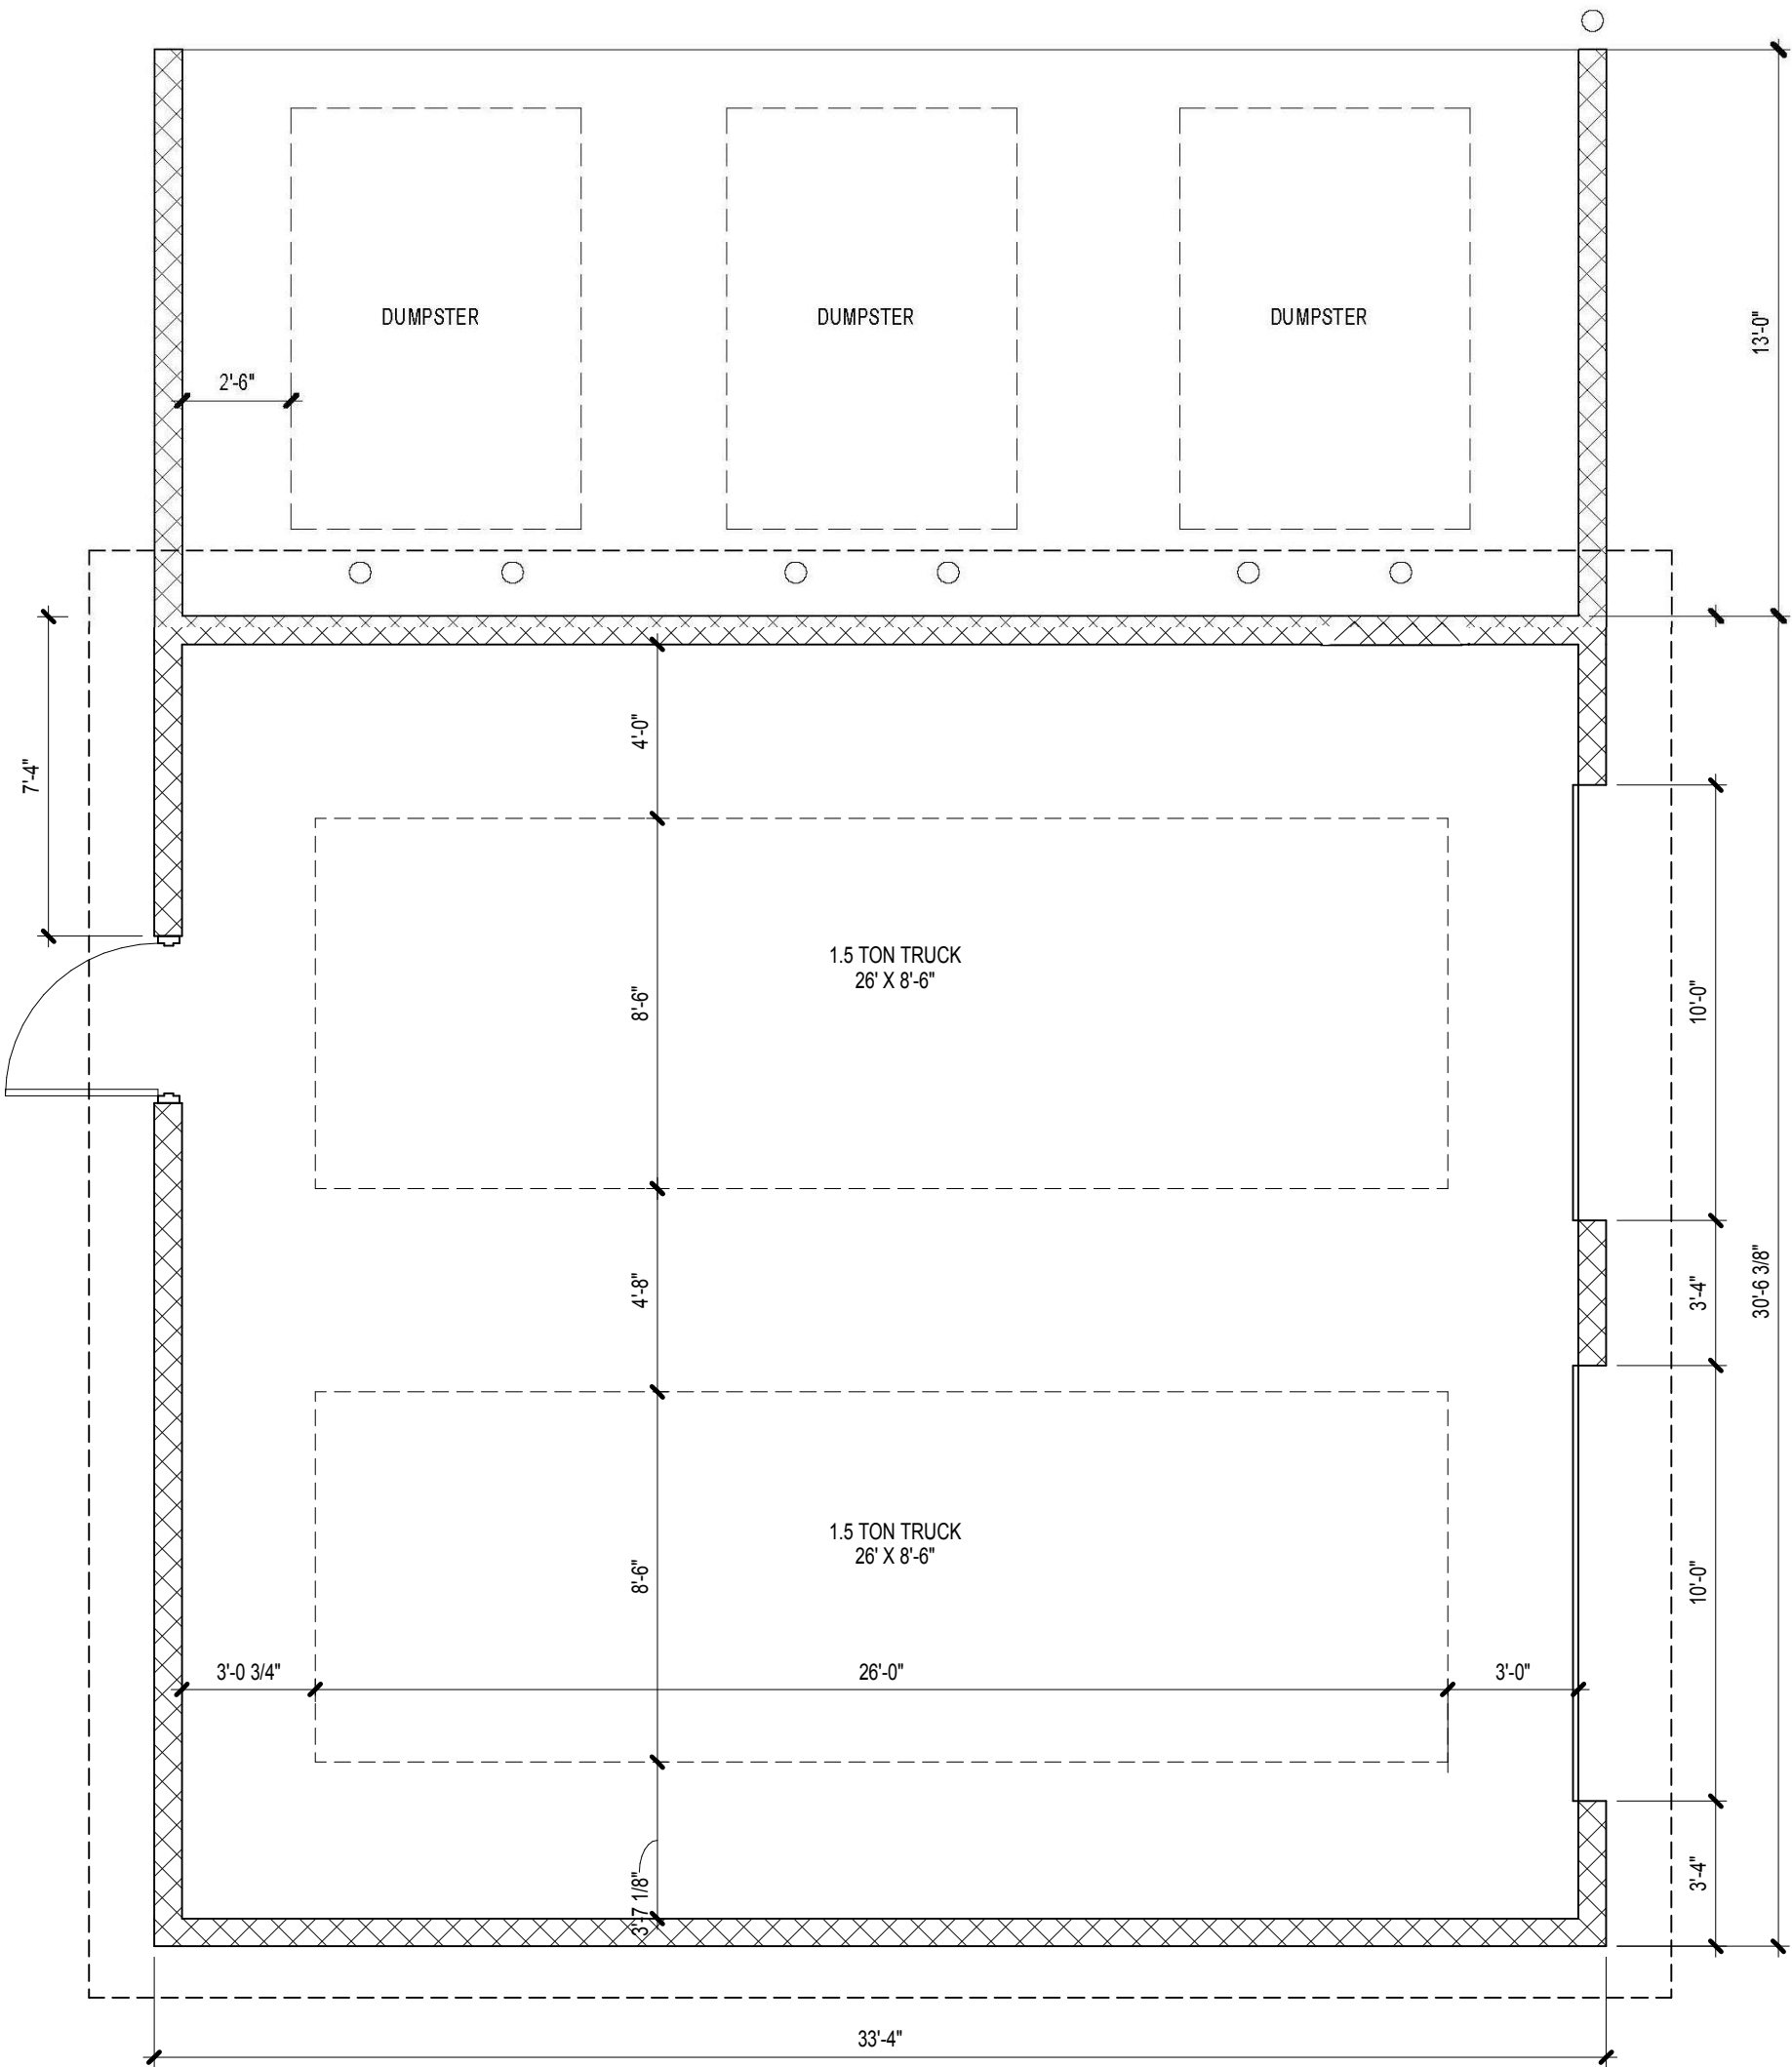 DUMPSTER
DUMPSTER
DUMPSTER
13'-0"
2'-6"
4'-0"
7'-4"
1.5 TON TRUCK
26' X 8'-6"
8'-6"
10'-0"
4'-8"
3'-4"
30'-6 3/8"
1.5 TON TRUCK
26' X 8'-6"
8'-6"
10'-0"
3'-0 3/4"
26'-0"
3'-0"
3'-7 1/8"
3'-4"
33'-4"